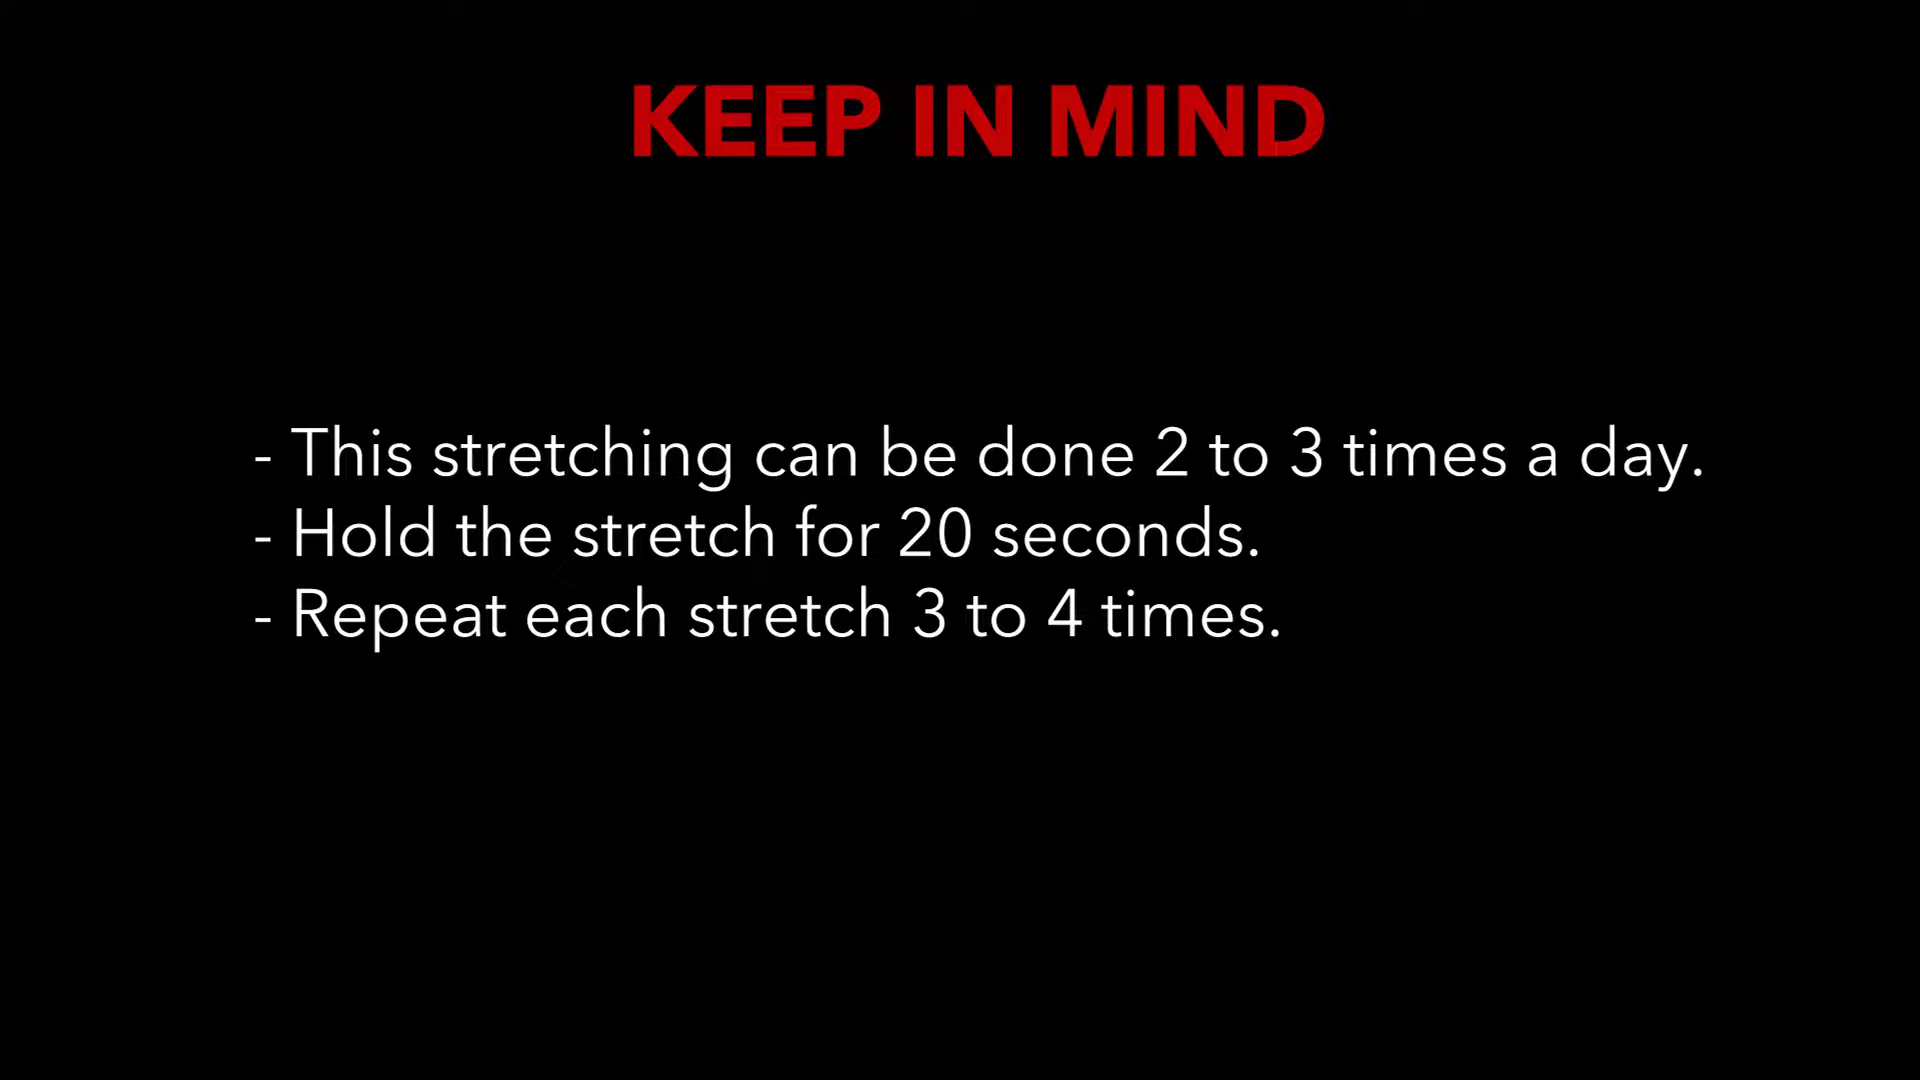 KEEP IN MIND
- This stretching can be done 2 to 3 times a day.
- Hold the stretch for 20 seconds.
- Repeat each stretch 3 to 4 times.